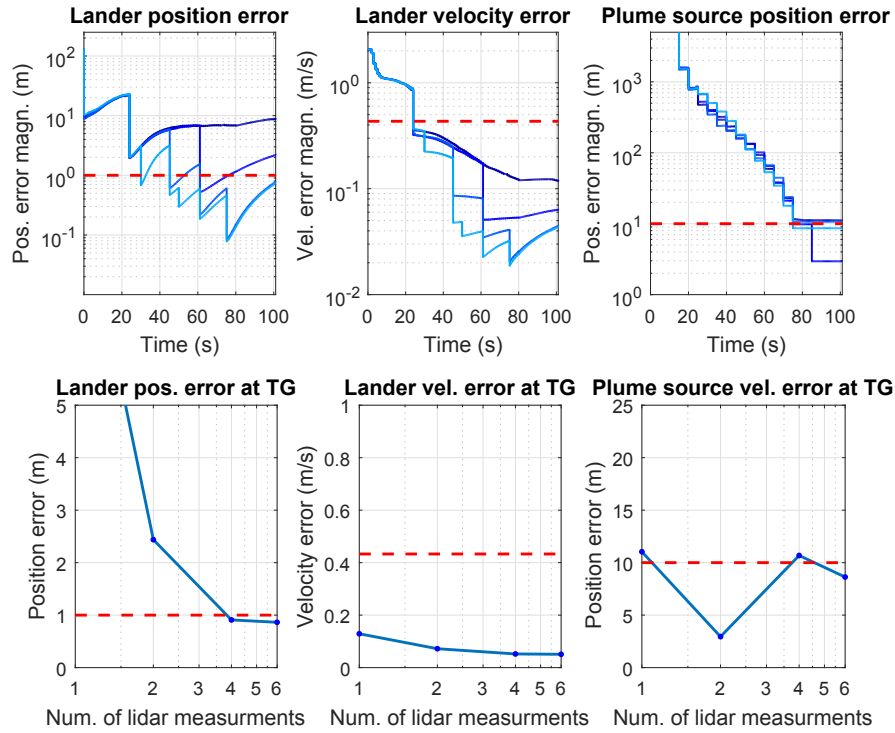 Lander position error
Lander velocity error
Plume source position error
Pos. error magn. (m)
10^2
10^1
10^0
10^-1
0 20 40 60 80 100
Time (s)
Vel. error magn. (m/s)
10^0
10^-1
10^-2
0 20 40 60 80 100
Time (s)
Pos. error magn. (m)
10^3
10^2
10^1
10^0
0 20 40 60 80 100
Time (s)
Lander pos. error at TG
Lander vel. error at TG
Plume source vel. error at TG
Position error (m)
5
4
3
2
1
0
1 2 3 4 5 6
Num. of lidar measurments
Velocity error (m/s)
1
0.8
0.6
0.4
0.2
0
1 2 3 4 5 6
Num. of lidar measurments
Position error (m)
25
20
15
10
5
0
1 2 3 4 5 6
Num. of lidar measurments